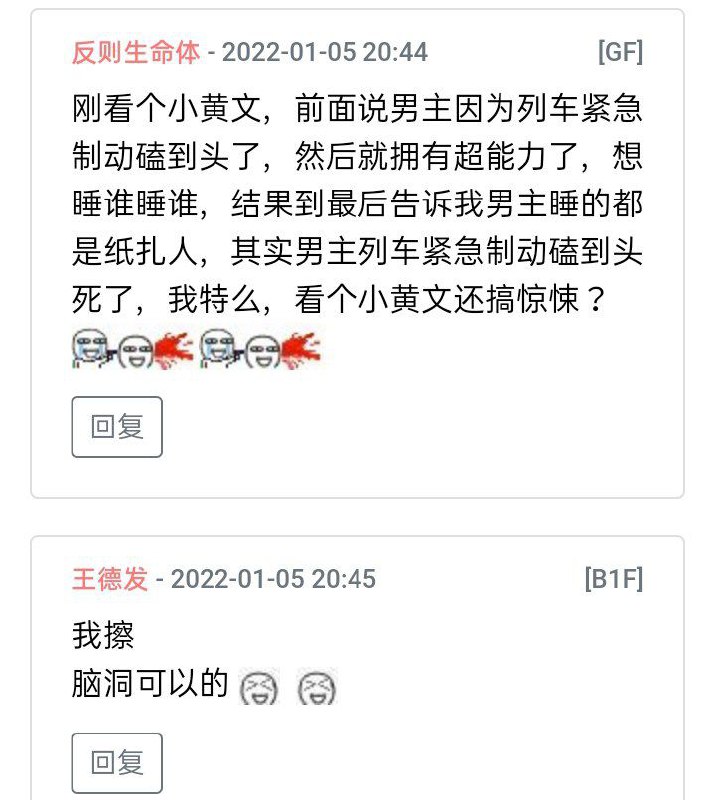 反则生命体 - 2022-01-05 20:44 [GF]
刚看个小黄文，前面说男主因为列车紧急
制动磕到头了，然后就拥有超能力了，想
睡谁睡谁，结果到最后告诉我男主睡的都
是纸扎人，其实男主列车紧急制动磕到头
死了，我特么，看个小黄文还搞惊悚？
回复
王德发 - 2022-01-05 20:45 [B1F]
我擦
脑洞可以的
回复